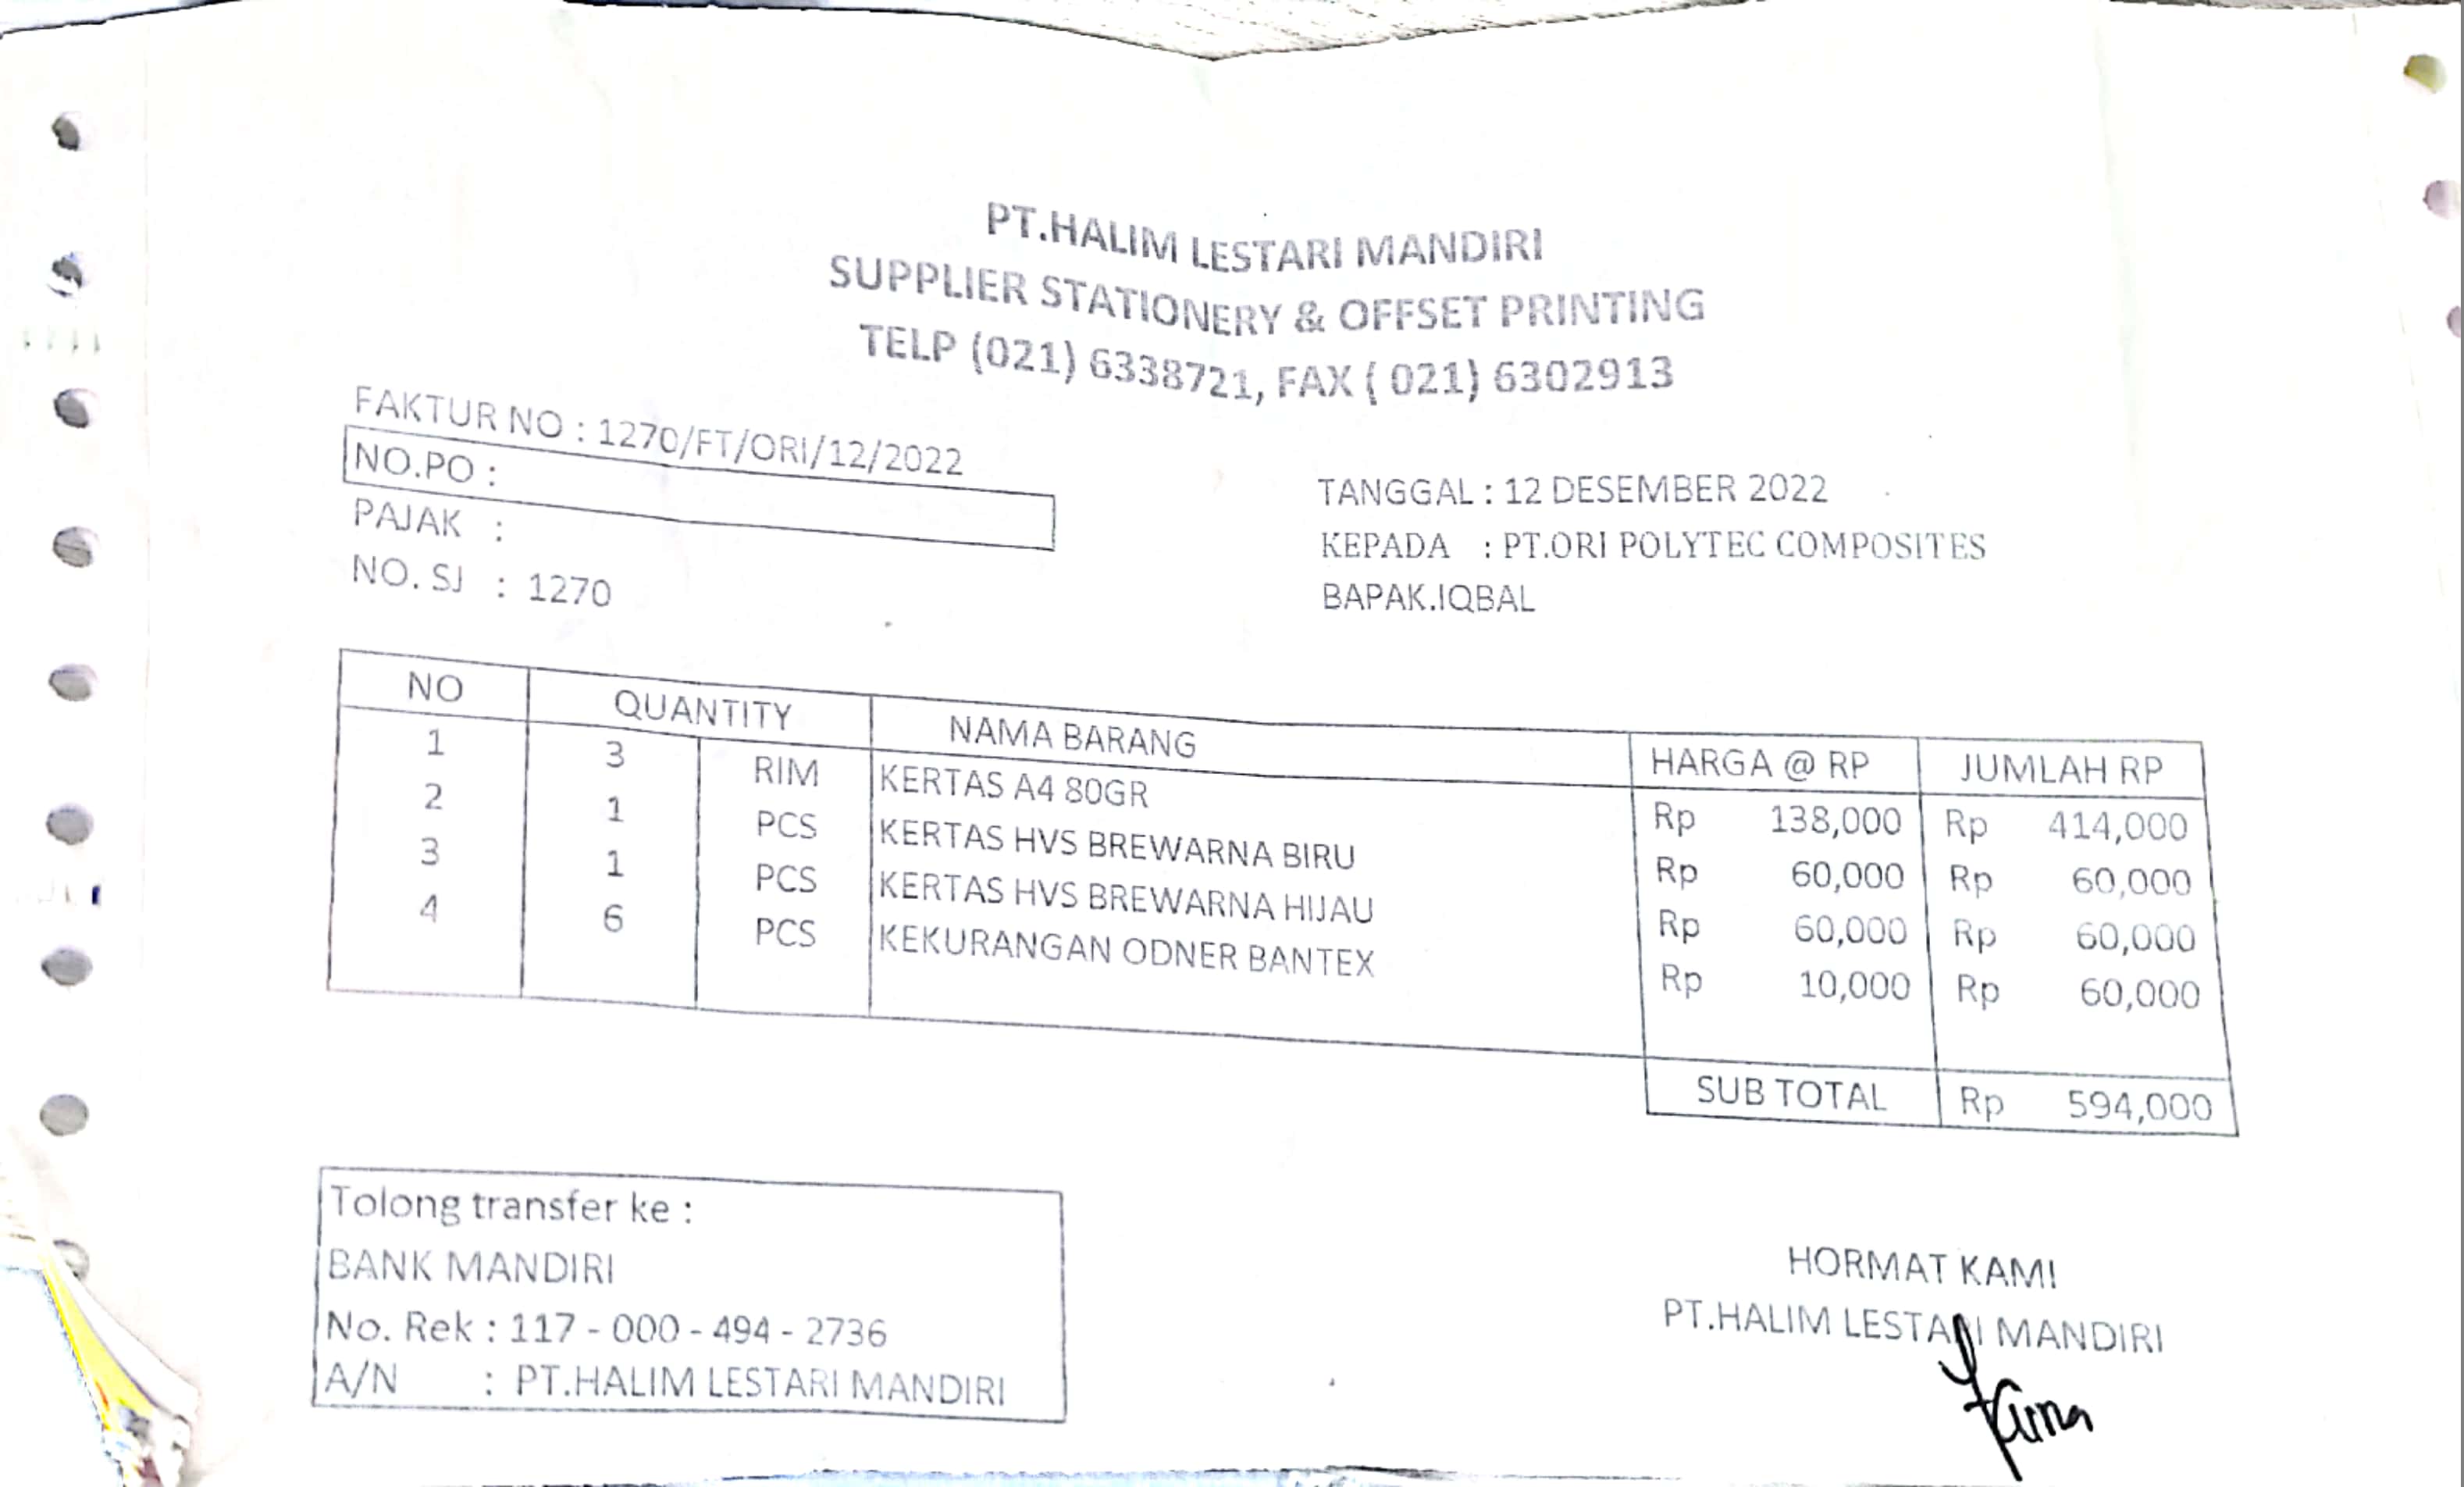 PT.HALIM LESTARI MANDIRI
SUPPLIER STATIONERY & OFFSET PRINTING
TELP (021) 6338721, FAX ( 021) 6302913
FAKTUR NO : 1270/FT/ORI/12/2022
NO.PO :
PAJAK :
NO. SJ : 1270
TANGGAL : 12 DESEMBER 2022
KEPADA : PT.ORI POLYTEC COMPOSITES
BAPAK.IQBAL
NO QUANTITY NAMA BARANG HARGA @ RP JUMLAH RP
1 3 RIM KERTAS A4 80GR Rp 138,000 Rp 414,000
2 1 PCS KERTAS HVS BREWARNA BIRU Rp 60,000 Rp 60,000
3 1 PCS KERTAS HVS BREWARNA HIJAU Rp 60,000 Rp 60,000
4 6 PCS KEKURANGAN ODNER BANTEX Rp 10,000 Rp 60,000
SUB TOTAL Rp 594,000
Tolong transfer ke :
BANK MANDIRI
No. Rek : 117 - 000 - 494 - 2736
A/N : PT.HALIM LESTARI MANDIRI
HORMAT KAMI
PT.HALIM LESTARI MANDIRI